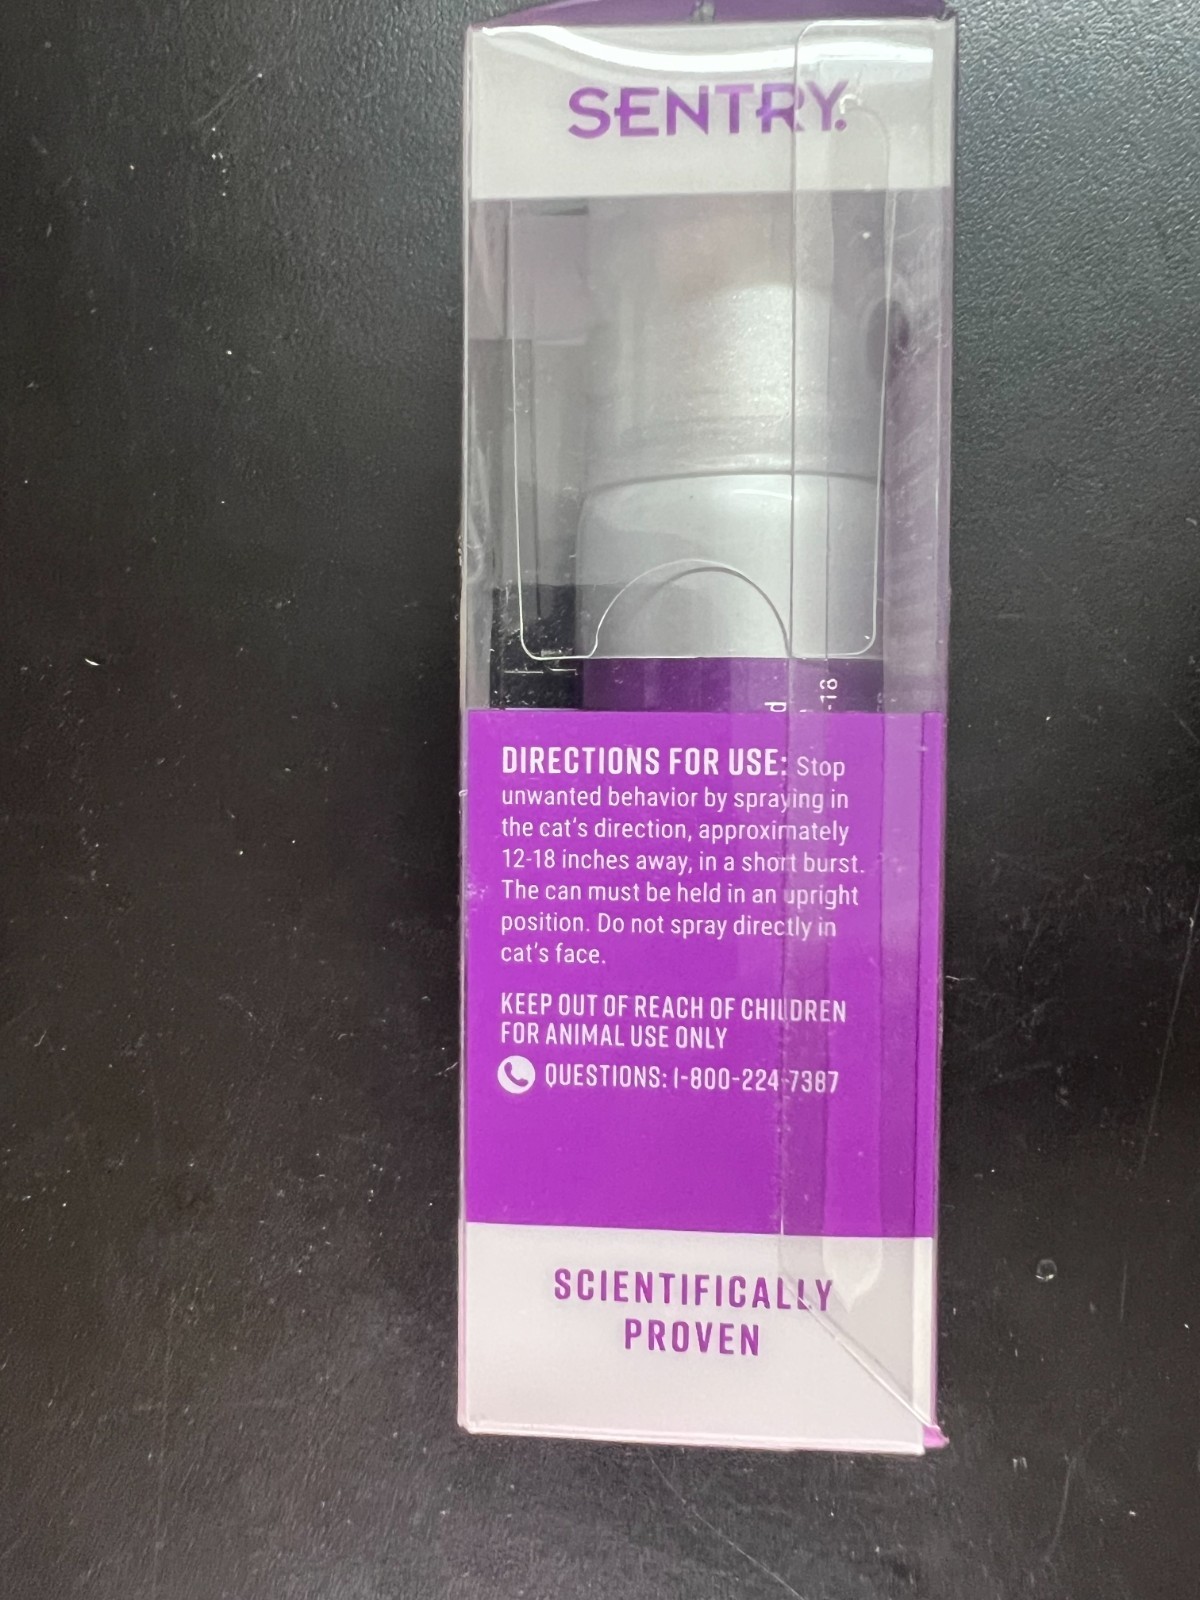 SENTRY.
d
-18
DIRECTIONS FOR USE: Stop
unwanted behavior by spraying in
the cat's direction, approximately
12-18 inches away, in a short burst.
The can must be held in an upright
position. Do not spray directly in
cat's face.
KEEP OUT OF REACH OF CHILDREN
FOR ANIMAL USE ONLY
QUESTIONS: 1-800-224-7387
SCIENTIFICALLY
PROVEN